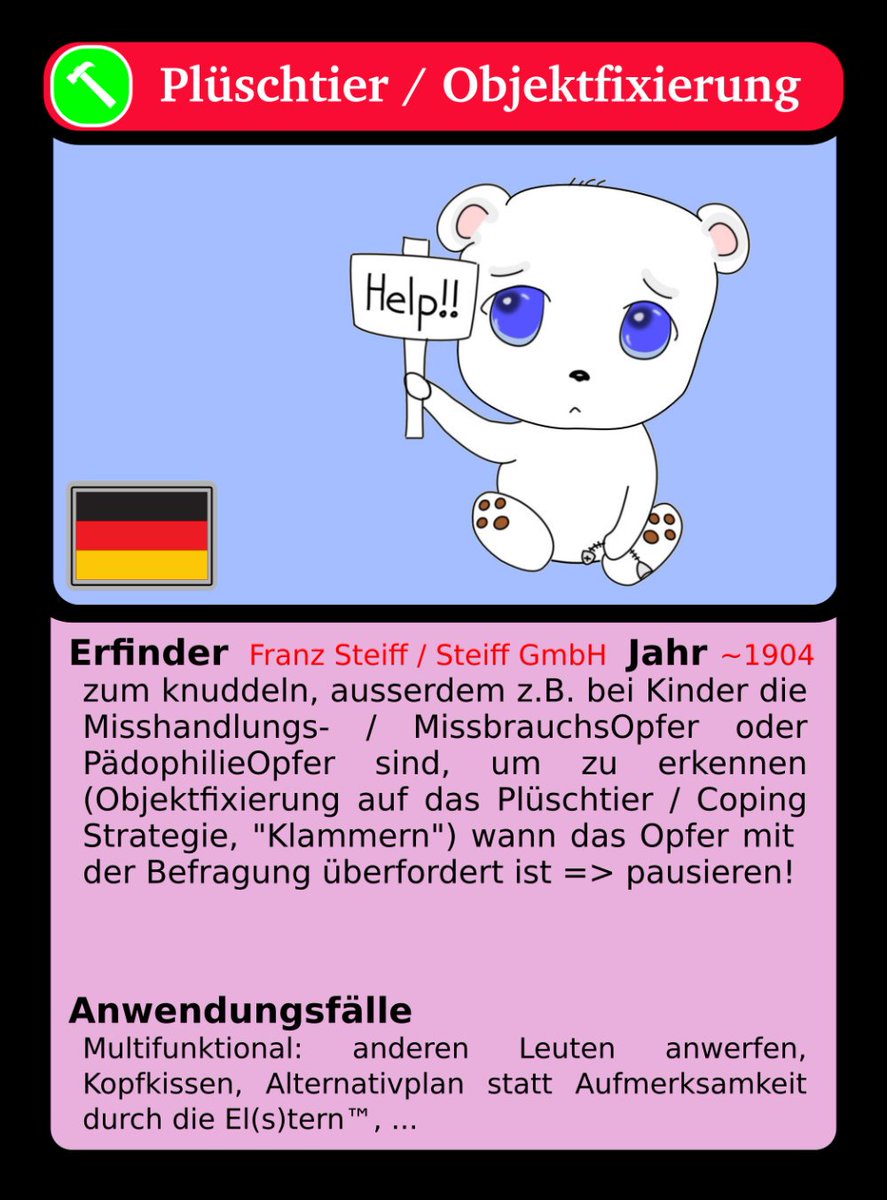 Plüschtier / Objektfixierung
Help!!
Erfinder Franz Steiff / Steiff GmbH Jahr ~1904
zum knuddeln, ausserdem z.B. bei Kinder die
Misshandlungs- / MissbrauchsOpfer oder
PädophilieOpfer sind, um zu erkennen
(Objektfixierung auf das Plüschtier / Coping
Strategie, "Klammern") wann das Opfer mit
der Befragung überfordert ist => pausieren!
Anwendungsfälle
Multifunktional: anderen Leuten anwerfen,
Kopfkissen, Alternativplan statt Aufmerksamkeit
durch die El(s)tern™, ...